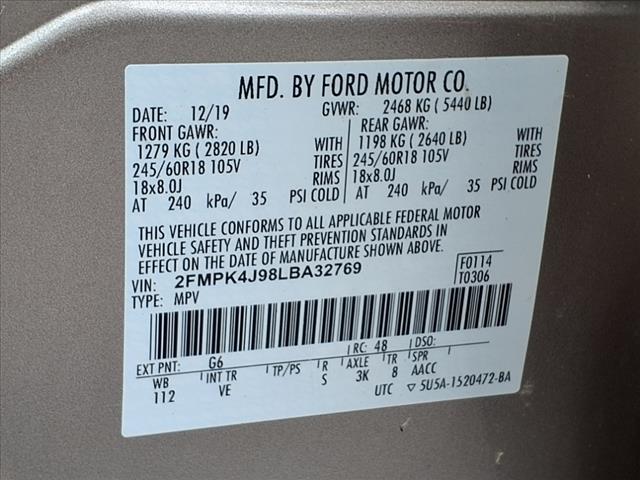 MFD. BY FORD MOTOR CO.
DATE: 12/19 GVWR: 2468 KG ( 5440 LB)
FRONT GAWR: REAR GAWR:
1279 KG ( 2820 LB) WITH 1198 KG ( 2640 LB) WITH
245/60R18 105V TIRES 245/60R18 105V TIRES
18x8.0J RIMS 18x8.0J RIMS
AT 240 kPa/ 35 PSI COLD AT 240 kPa/ 35 PSI COLD
THIS VEHICLE CONFORMS TO ALL APPLICABLE FEDERAL MOTOR
VEHICLE SAFETY AND THEFT PREVENTION STANDARDS IN
EFFECT ON THE DATE OF MANUFACTURE SHOWN ABOVE.
VIN: 2FMPK4J98LBA32769 F0114
TYPE: MPV T0306
EXT PNT: G6 RC: 48 DSO:
WB INT TR TP/PS R AXLE TR SPR
112 VE S 3K 8 AACC
UTC ▽ 5U5A-1520472-BA